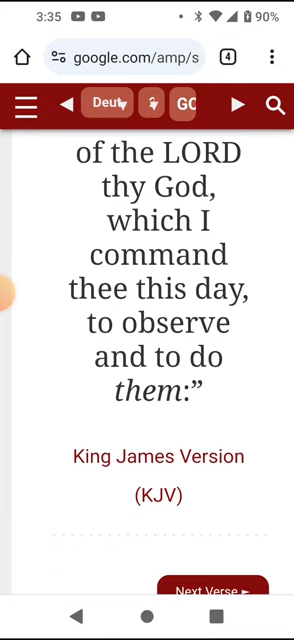 3:35
90%
google.com/amp/s
4
Deut
GO
of the LORD
thy God,
which I
command
thee this day,
to observe
and to do
them:”
King James Version
(KJV)
Next Verse ►